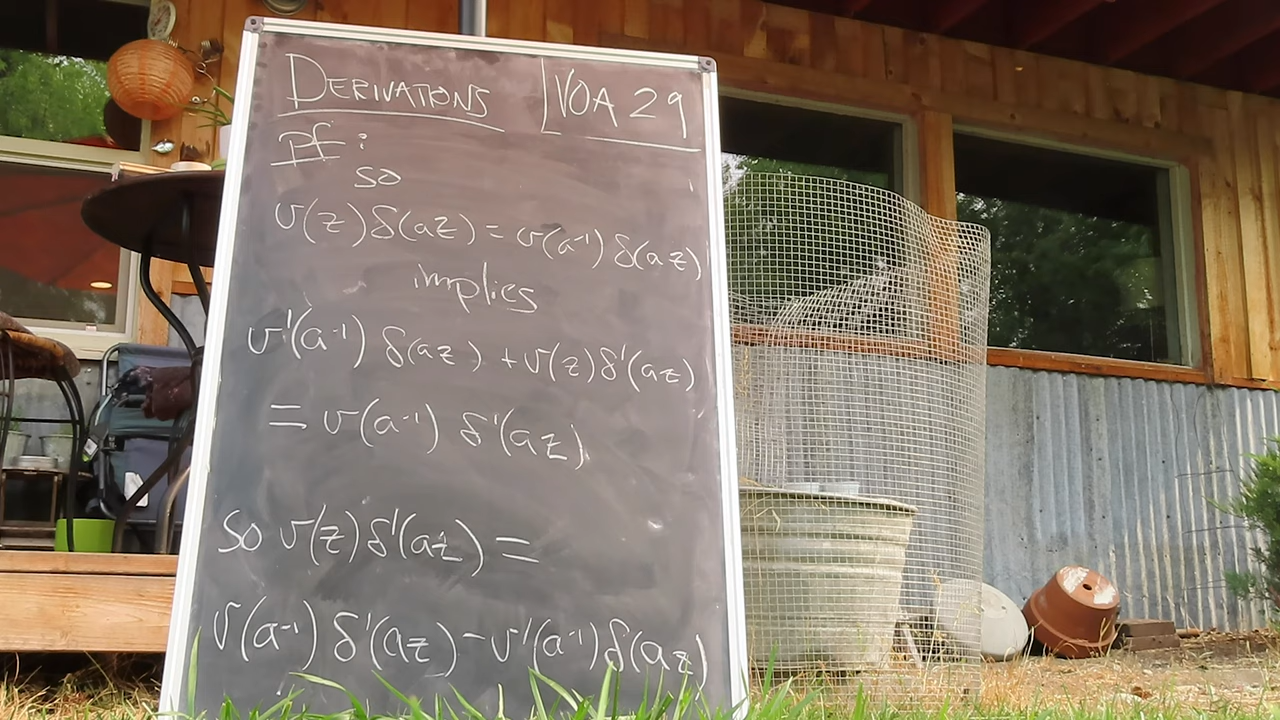 DERIVATIONS VOA 29
pf:
so
v(z)δ(az) = v(a⁻¹) δ(az)
implies
v'(a⁻¹) δ(az) + v(z)δ'(az)
= v(a⁻¹) δ'(az)
so v(z)δ'(az) =
v(a⁻¹) δ'(az) - v'(a⁻¹)δ(az)